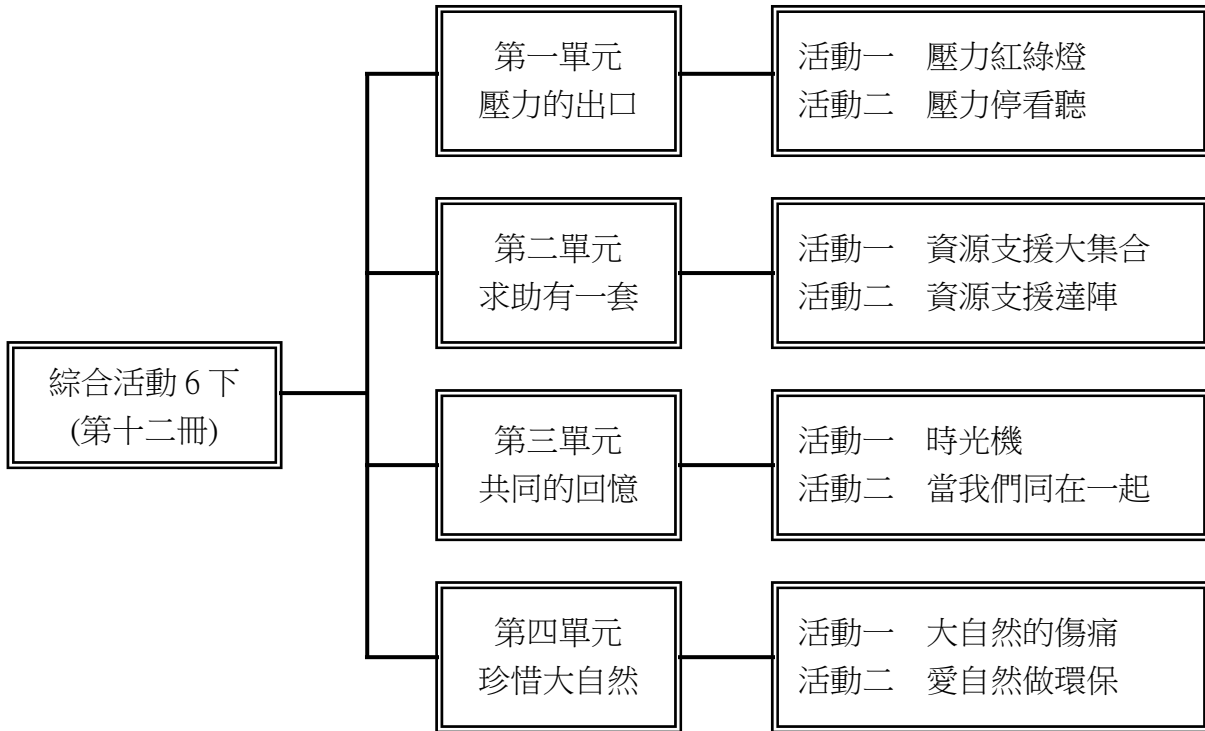 第一單元
壓力的出口
活動一　壓力紅綠燈
活動二　壓力停看聽
第二單元
求助有一套
活動一　資源支援大集合
活動二　資源支援達陣
綜合活動 6 下
(第十二冊)
第三單元
共同的回憶
活動一　時光機
活動二　當我們同在一起
第四單元
珍惜大自然
活動一　大自然的傷痛
活動二　愛自然做環保